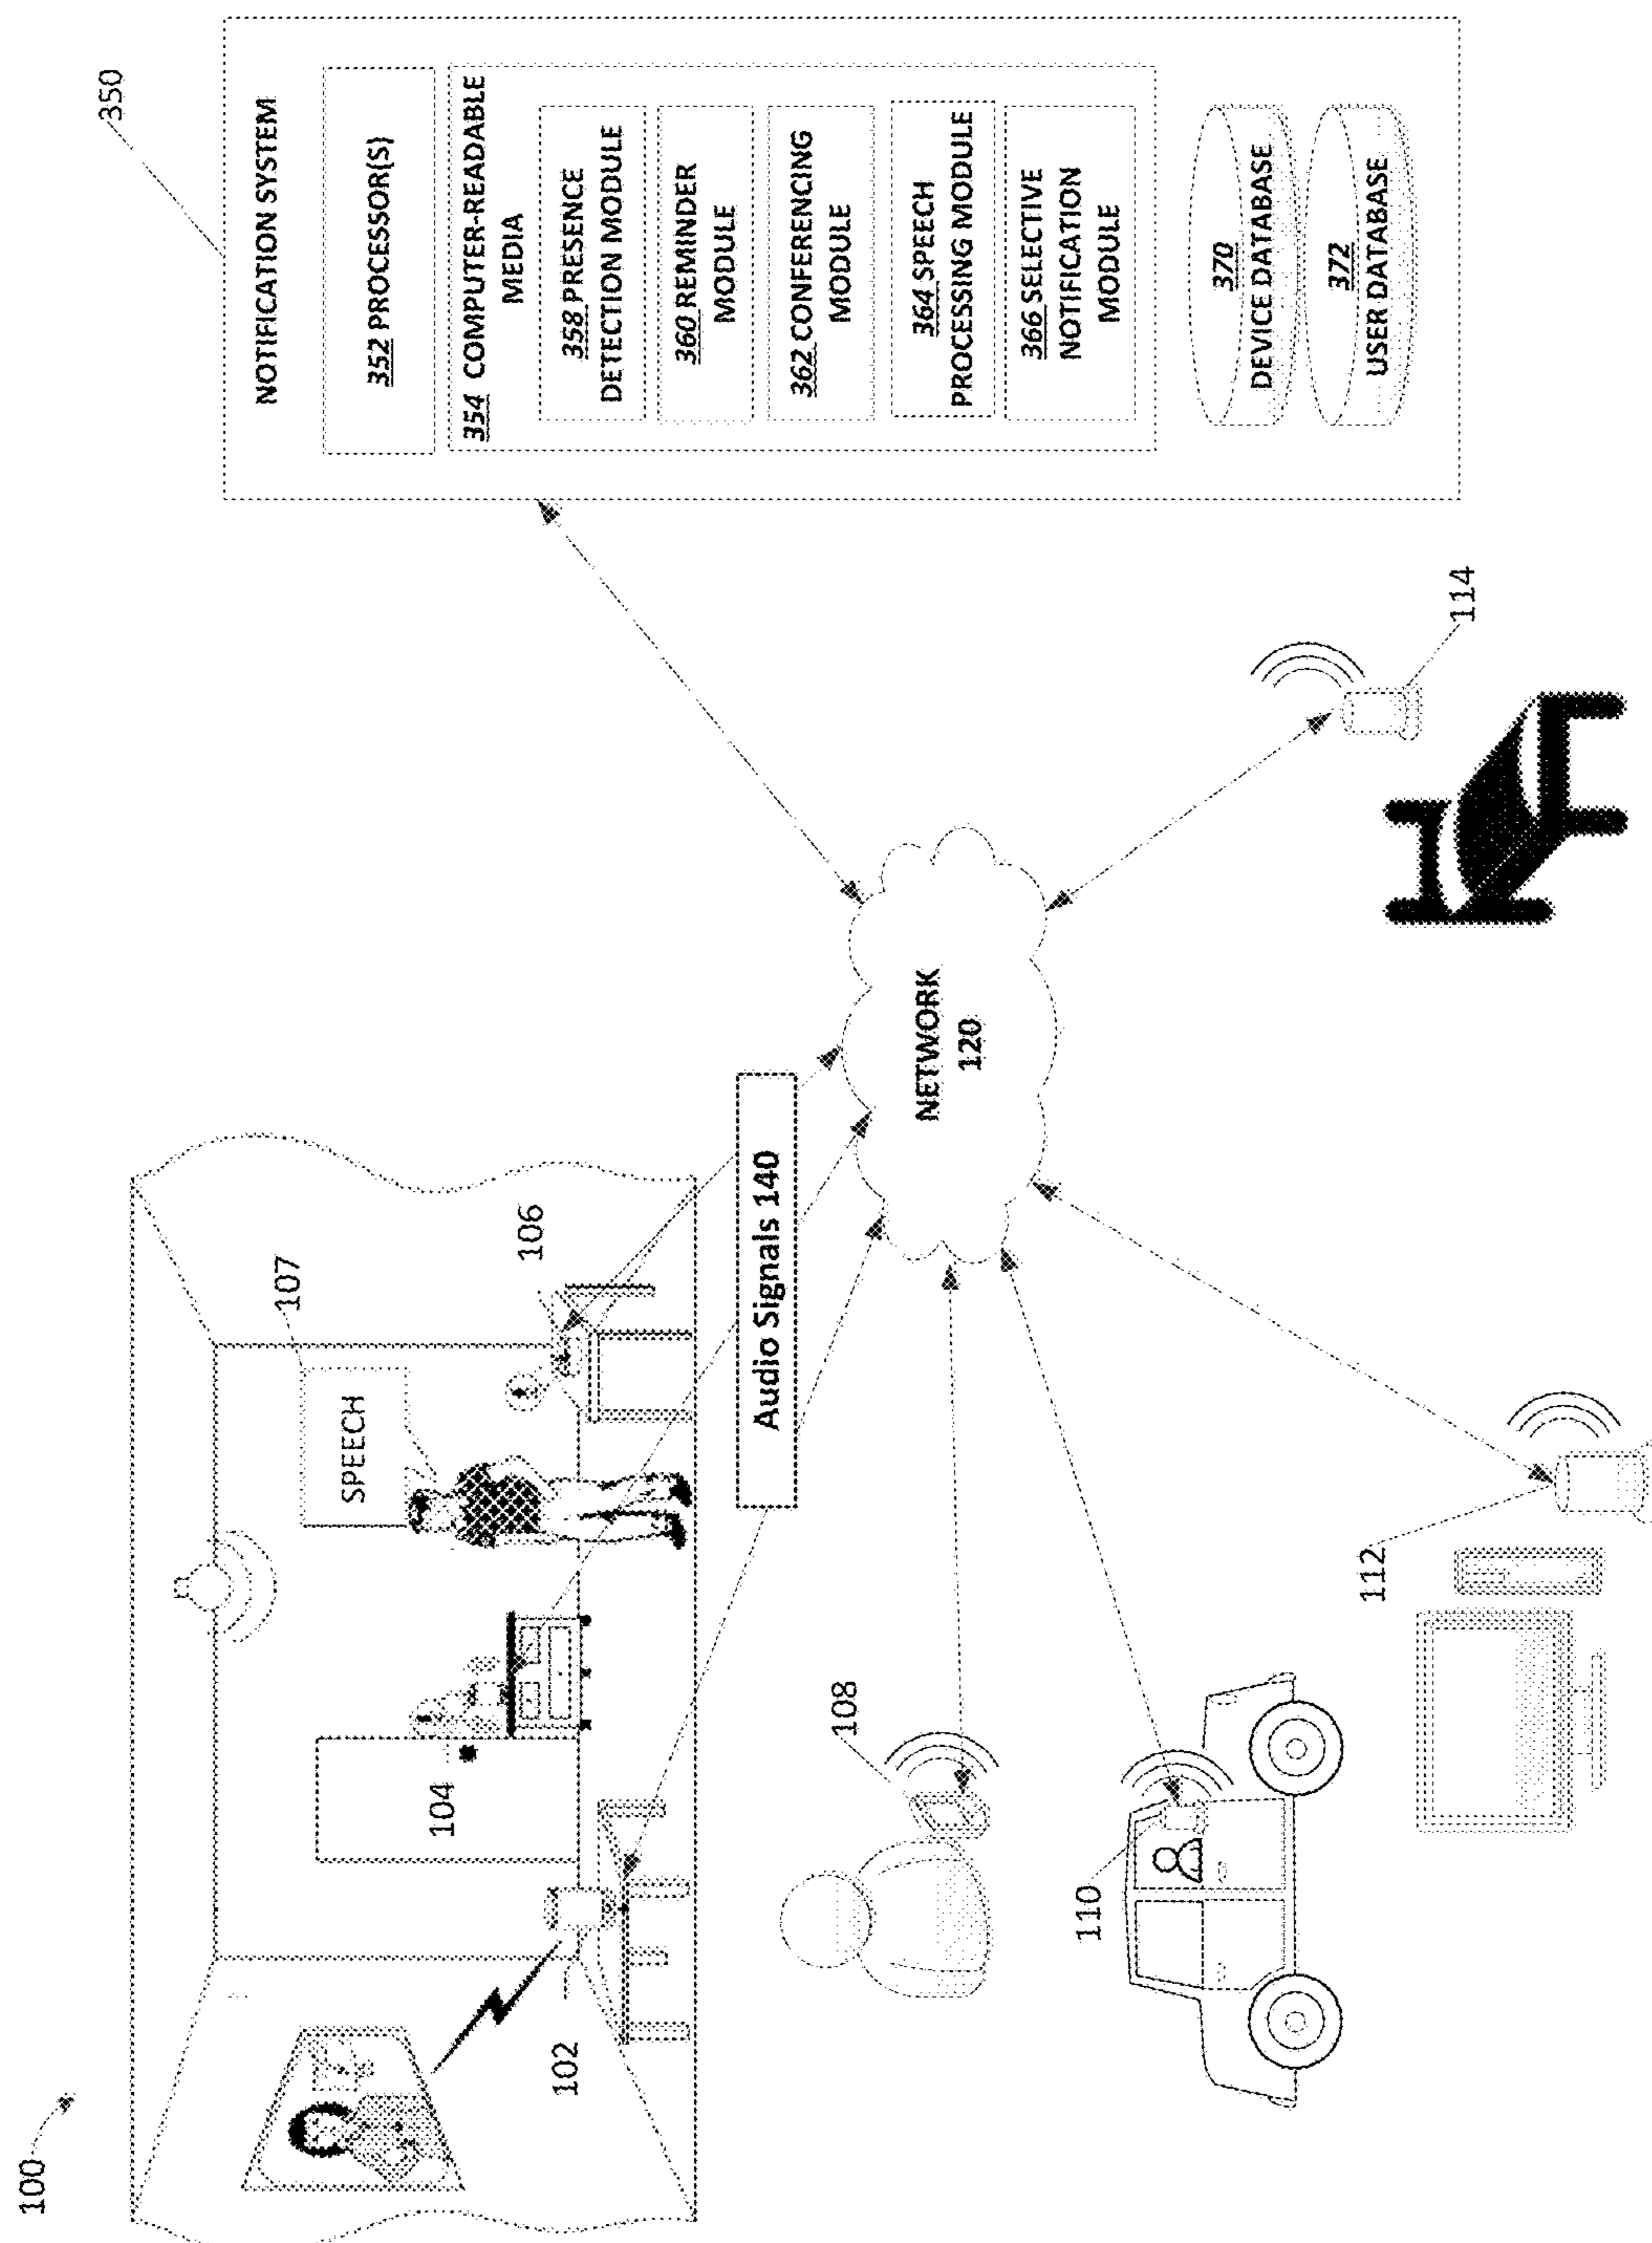 100
107
SPEECH
106
104
102
Audio Signals 140
108
110
112
114
NETWORK
120
350
NOTIFICATION SYSTEM
352 PROCESSOR(S)
354 COMPUTER-READABLE
MEDIA
358 PRESENCE
DETECTION MODULE
360 REMINDER
MODULE
362 CONFERENCING
MODULE
364 SPEECH
PROCESSING MODULE
366 SELECTIVE
NOTIFICATION
MODULE
370
DEVICE DATABASE
372
USER DATABASE